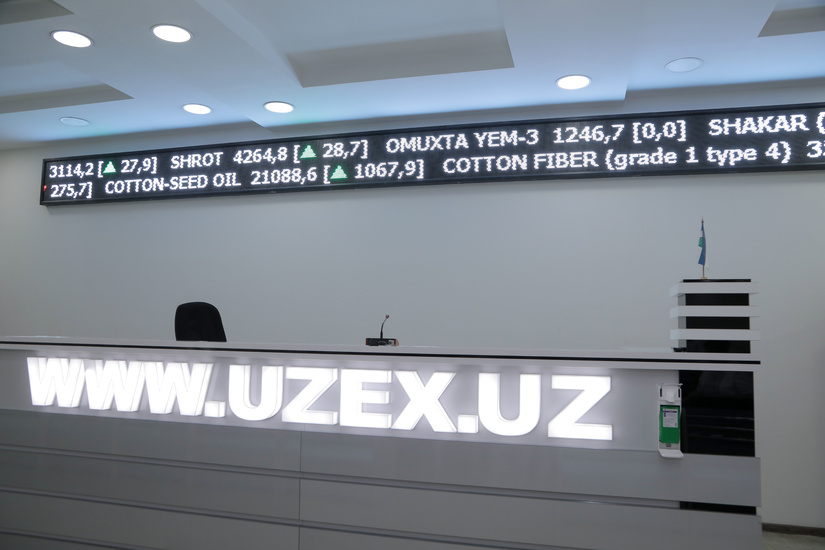 3114,2 [▲ 27,9] SHROT 4264,8 [▲ 28,7] OMUXTA YEM-3 1246,7 [0,0] SHAKAR {
275,7] COTTON-SEED OIL 21088,6 [▲ 1067,9] COTTON FIBER {grade 1 type 4}
WWW.UZEX.UZ